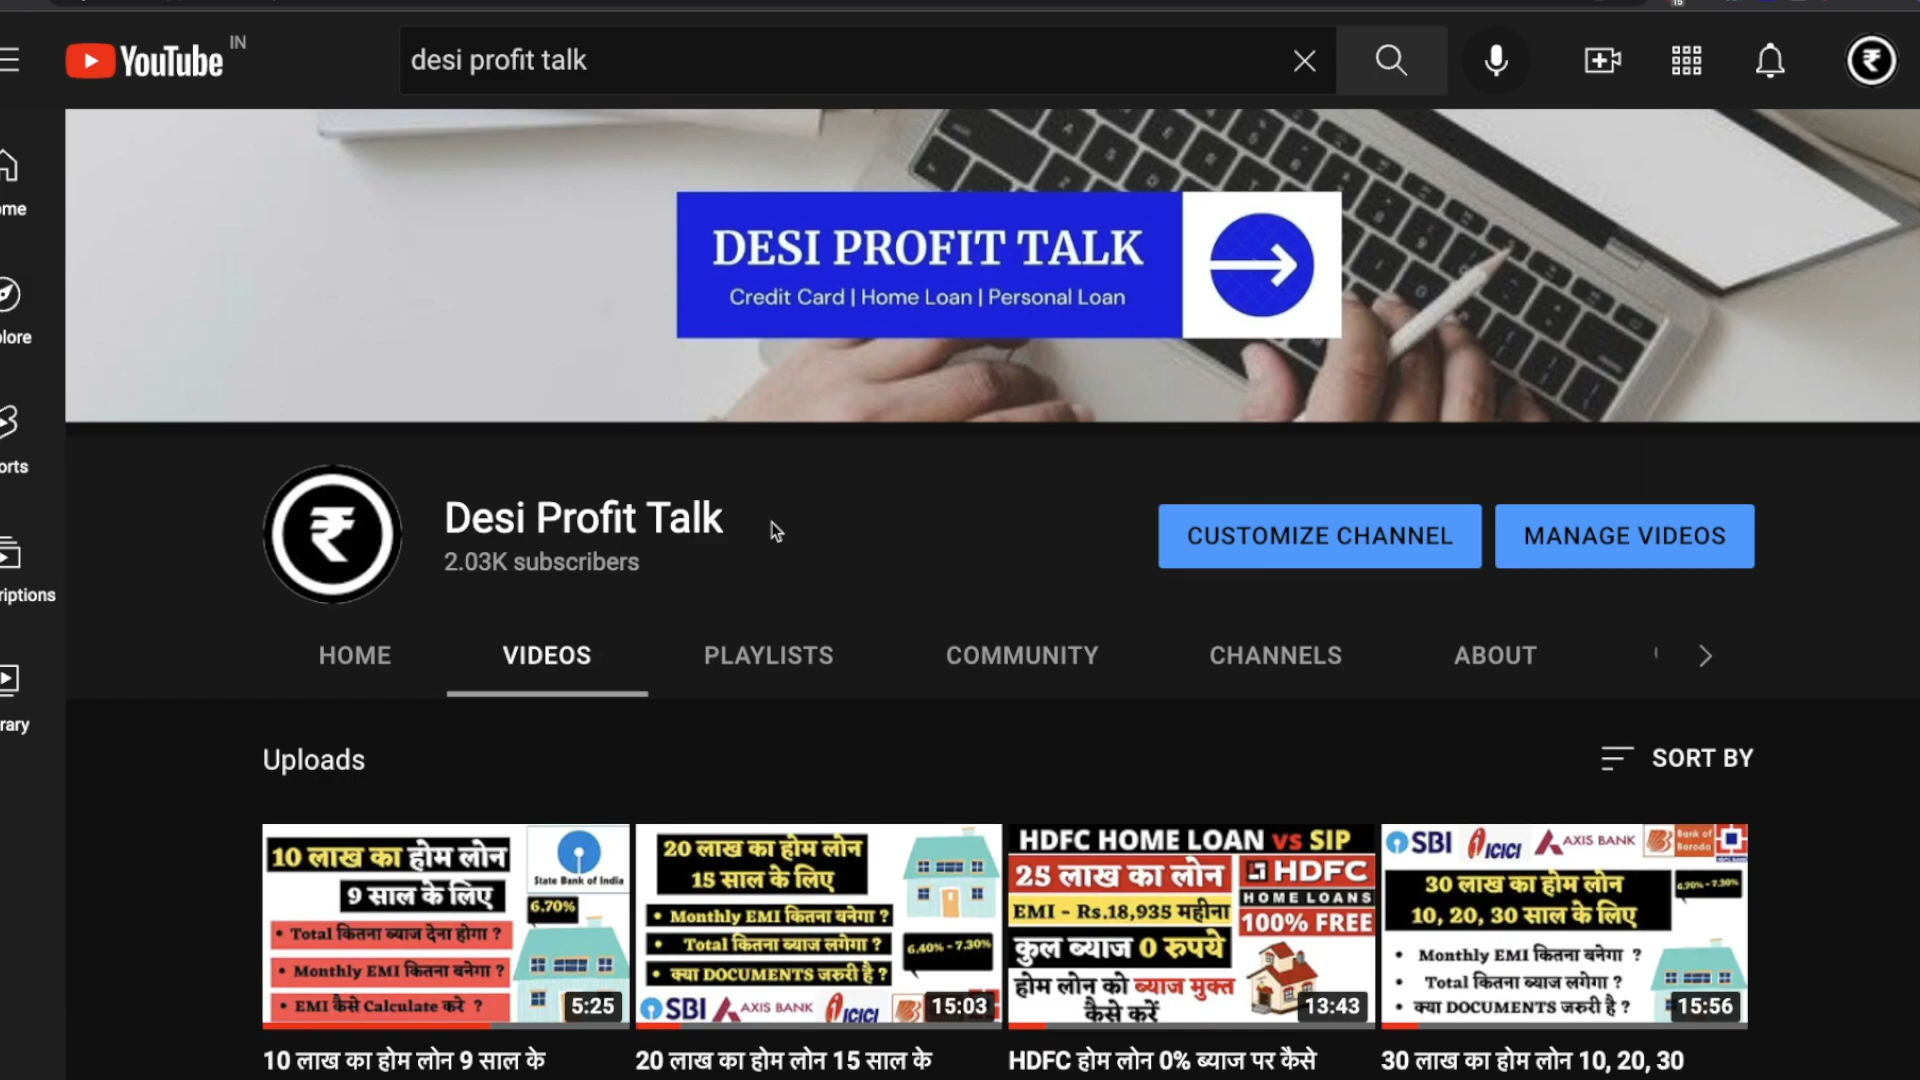 YouTube IN
desi profit talk
DESI PROFIT TALK
Credit Card | Home Loan | Personal Loan
ome
plore
orts
riptions
rary
Desi Profit Talk
2.03K subscribers
CUSTOMIZE CHANNEL
MANAGE VIDEOS
HOME
VIDEOS
PLAYLISTS
COMMUNITY
CHANNELS
ABOUT
Uploads
SORT BY
10 लाख का होम लोन
9 साल के लिए
• Total कितना ब्याज देना होगा ?
• Monthly EMI कितना बनेगा ?
• EMI कैसे Calculate करे ?
State Bank of India
6.70%
5:25
20 लाख का होम लोन
15 साल के लिए
• Monthly EMI कितना बनेगा ?
• Total कितना ब्याज लगेगा ?
• क्या DOCUMENTS जरूरी है ?
6.40% - 7.30%
SBI
AXIS BANK
ICICI
15:03
HDFC HOME LOAN vs SIP
25 लाख का लोन
EMI - Rs.18,935 महीना
कुल ब्याज 0 रुपये
होम लोन को ब्याज मुक्त
कैसे करें
HDFC
HOME LOANS
100% FREE
13:43
SBI
ICICI
AXIS BANK
Bank of
Baroda
30 लाख का होम लोन
10, 20, 30 साल के लिए
6.70% - 7.30%
• Monthly EMI कितना बनेगा ?
• Total कितना ब्याज लगेगा ?
• क्या DOCUMENTS जरूरी है ?
15:56
10 लाख का होम लोन 9 साल के
20 लाख का होम लोन 15 साल के
HDFC होम लोन 0% ब्याज पर कैसे
30 लाख का होम लोन 10, 20, 30